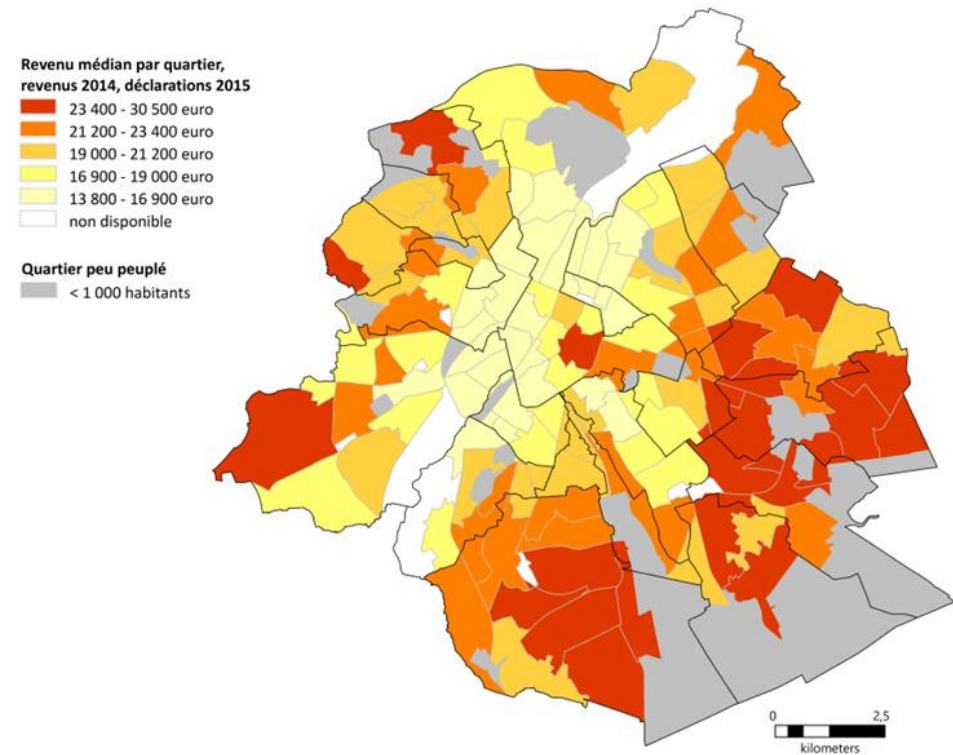 Revenu médian par quartier,
revenus 2014, déclarations 2015
23 400 - 30 500 euro
21 200 - 23 400 euro
19 000 - 21 200 euro
16 900 - 19 000 euro
13 800 - 16 900 euro
non disponible
Quartier peu peuplé
< 1 000 habitants
0 2,5
kilometers